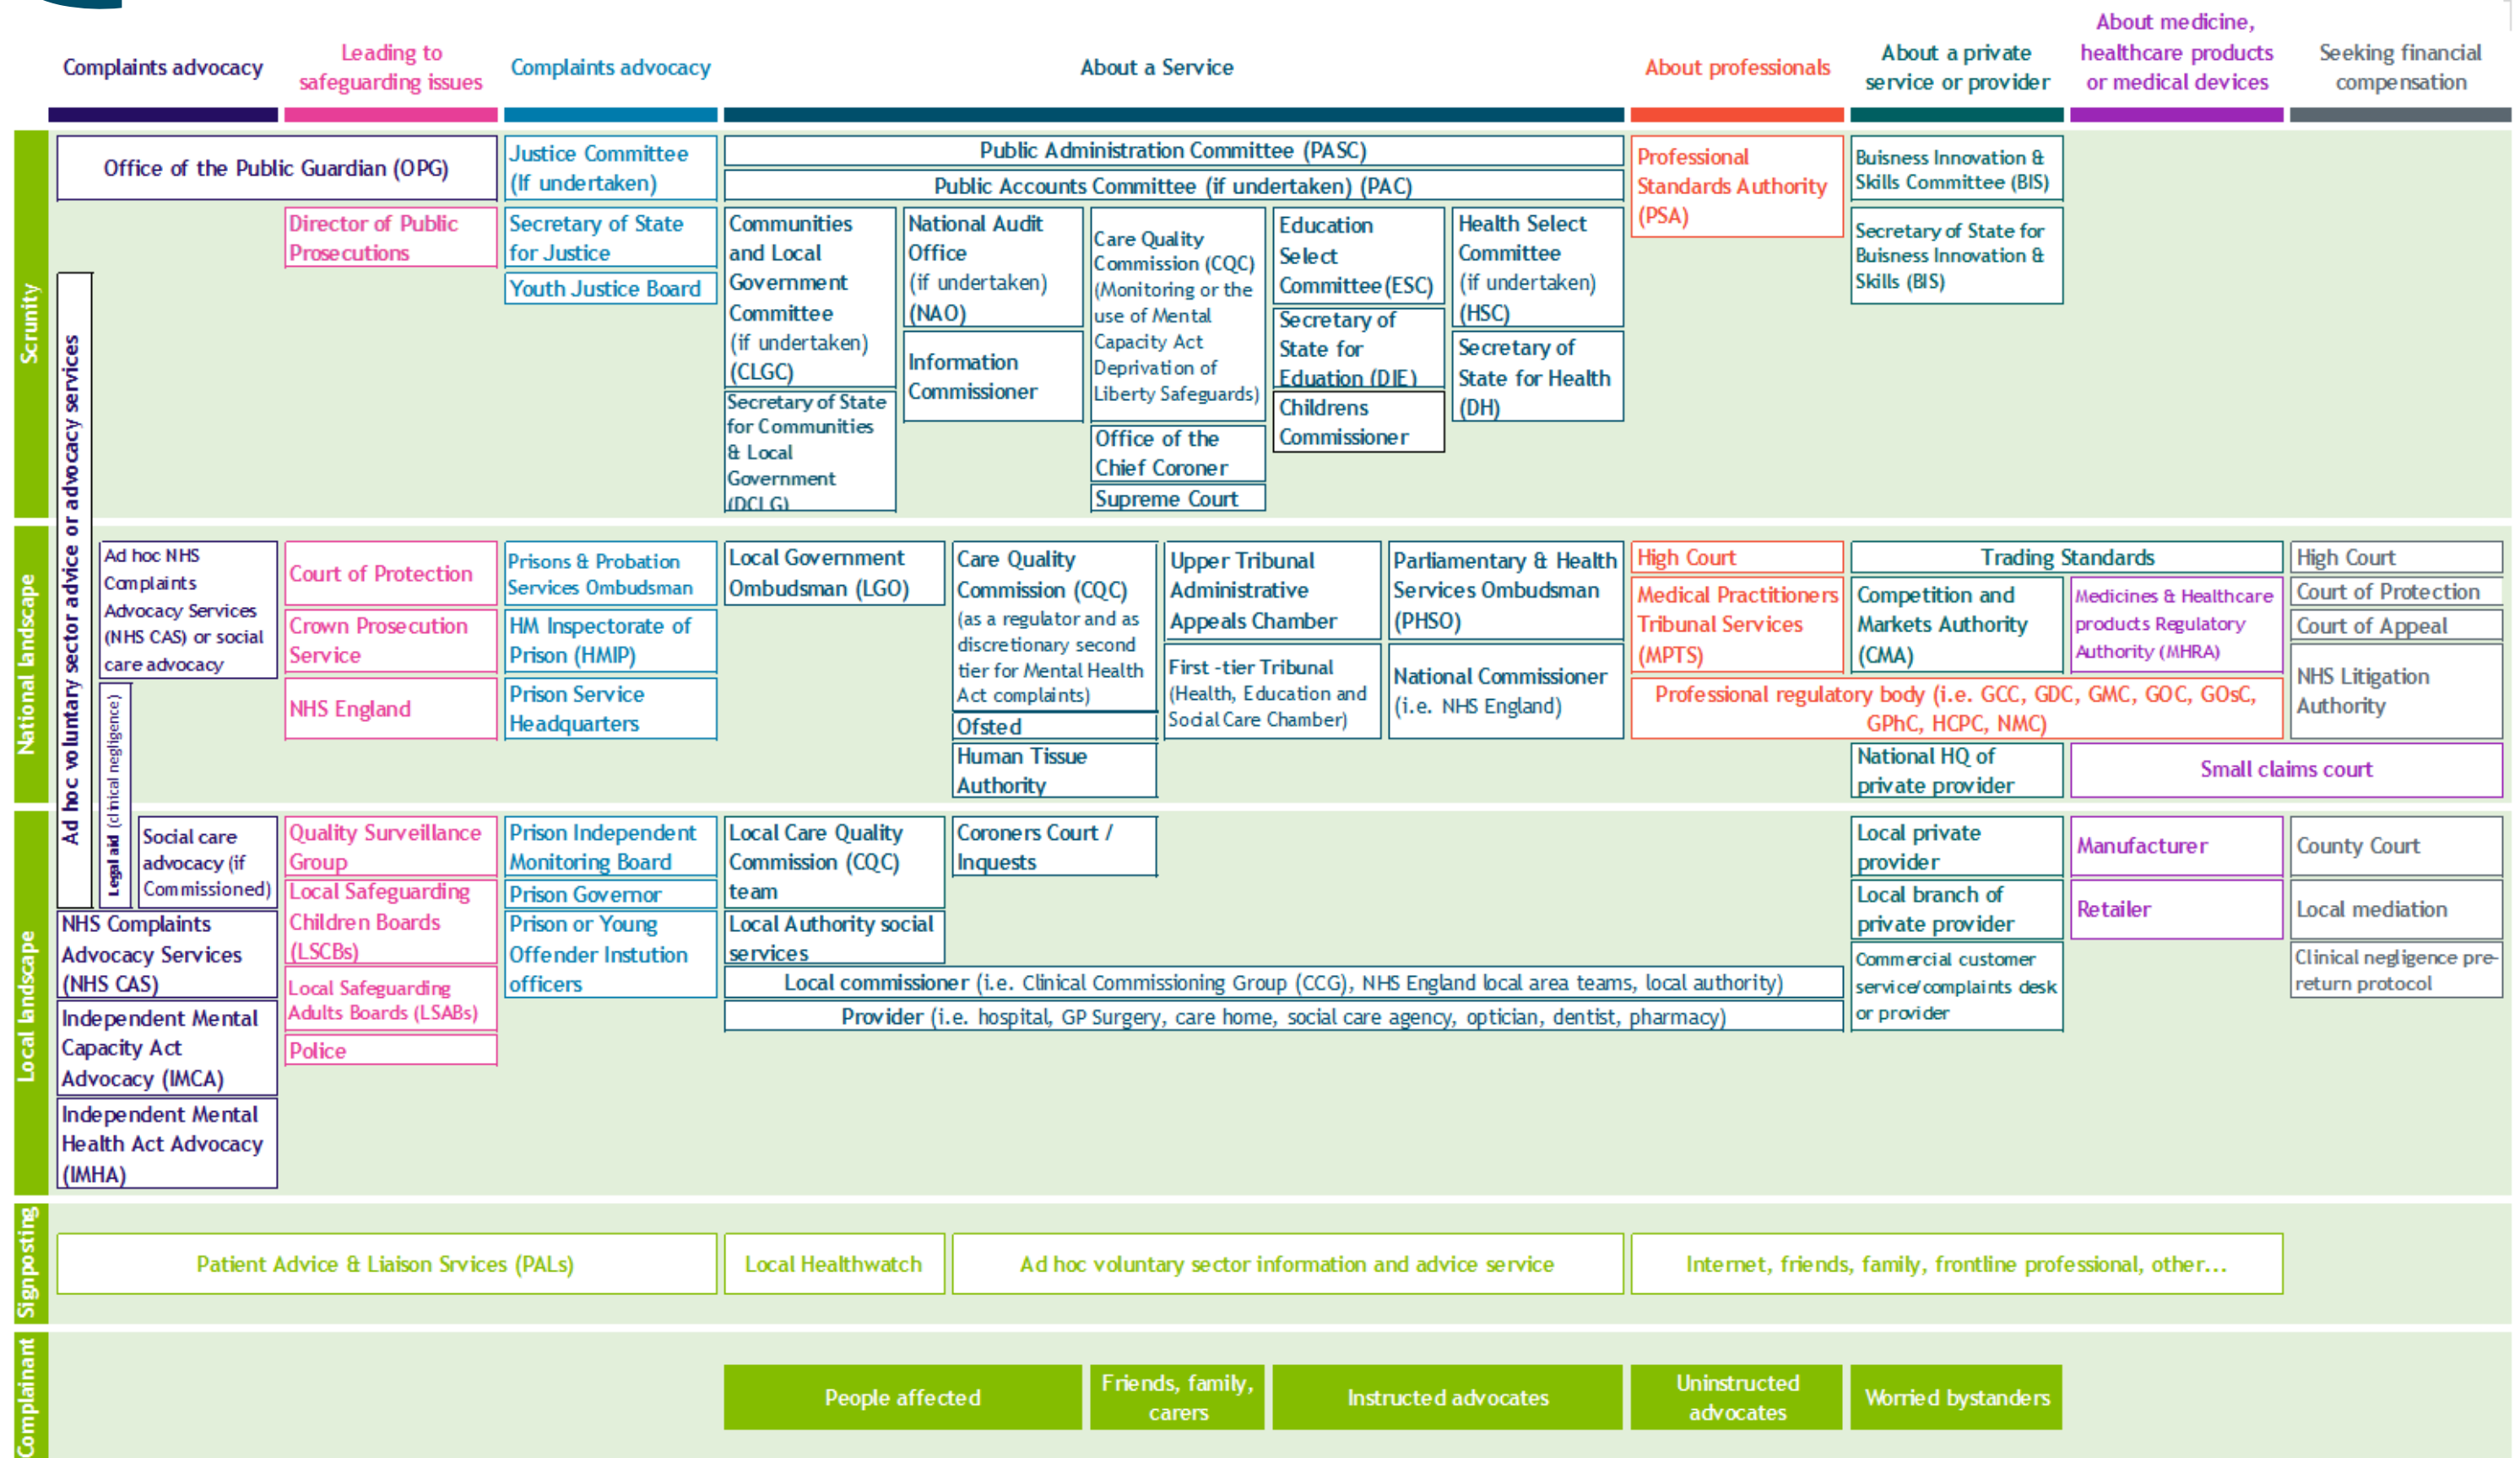 Complaints advocacy
Leading to
safeguarding issues
Complaints advocacy
About a Service
About professionals
About a private
service or provider
About medicine,
healthcare products
or medical devices
Seeking financial
compensation
Scrunity
Office of the Public Guardian (OPG)
Director of Public
Prosecutions
Justice Committee
(If undertaken)
Secretary of State
for Justice
Youth Justice Board
Public Administration Committee (PASC)
Public Accounts Committee (if undertaken) (PAC)
Communities
and Local
Government
Committee
(if undertaken)
(CLGC)
Secretary of State
for Communities
& Local
Government
(DCLG)
National Audit
Office
(if undertaken)
(NAO)
Information
Commissioner
Care Quality
Commission (CQC)
(Monitoring or the
use of Mental
Capacity Act
Deprivation of
Liberty Safeguards)
Office of the
Chief Coroner
Supreme Court
Education
Select
Committee (ESC)
Secretary of
State for
Eduation (DIE)
Childrens
Commissioner
Health Select
Committee
(if undertaken)
(HSC)
Secretary of
State for Health
(DH)
Professional
Standards Authority
(PSA)
Buisness Innovation &
Skills Committee (BIS)
Secretary of State for
Buisness Innovation &
Skills (BIS)
Ad hoc voluntary sector advice or advocacy services
National landscape
Ad hoc NHS
Complaints
Advocacy Services
(NHS CAS) or social
care advocacy
Legal aid (clinical negligence)
Court of Protection
Crown Prosecution
Service
NHS England
Prisons & Probation
Services Ombudsman
HM Inspectorate of
Prison (HMIP)
Prison Service
Headquarters
Local Government
Ombudsman (LGO)
Care Quality
Commission (CQC)
(as a regulator and as
discretionary second
tier for Mental Health
Act complaints)
Ofsted
Human Tissue
Authority
Upper Tribunal
Administrative
Appeals Chamber
First -tier Tribunal
(Health, Education and
Social Care Chamber)
Parliamentary & Health
Services Ombudsman
(PHSO)
National Commissioner
(i.e. NHS England)
High Court
Medical Practitioners
Tribunal Services
(MPTS)
Trading Standards
Competition and
Markets Authority
(CMA)
Medicines & Healthcare
products Regulatory
Authority (MHRA)
Professional regulatory body (i.e. GCC, GDC, GMC, GOC, GOsC,
GPhC, HCPC, NMC)
National HQ of
private provider
Small claims court
High Court
Court of Protection
Court of Appeal
NHS Litigation
Authority
Local landscape
Social care
advocacy (if
Commissioned)
NHS Complaints
Advocacy Services
(NHS CAS)
Independent Mental
Capacity Act
Advocacy (IMCA)
Independent Mental
Health Act Advocacy
(IMHA)
Quality Surveillance
Group
Local Safeguarding
Children Boards
(LSCBs)
Local Safeguarding
Adults Boards (LSABs)
Police
Prison Independent
Monitoring Board
Prison Governor
Prison or Young
Offender Instution
officers
Local Care Quality
Commission (CQC)
team
Local Authority social
services
Coroners Court /
Inquests
Local commissioner (i.e. Clinical Commissioning Group (CCG), NHS England local area teams, local authority)
Provider (i.e. hospital, GP Surgery, care home, social care agency, optician, dentist, pharmacy)
Local private
provider
Local branch of
private provider
Commercial customer
service/complaints desk
or provider
Manufacturer
Retailer
County Court
Local mediation
Clinical negligence pre-
return protocol
Signposting
Patient Advice & Liaison Srvices (PALs)
Local Healthwatch
Ad hoc voluntary sector information and advice service
Internet, friends, family, frontline professional, other...
Complainant
People affected
Friends, family,
carers
Instructed advocates
Uninstructed
advocates
Worried bystanders